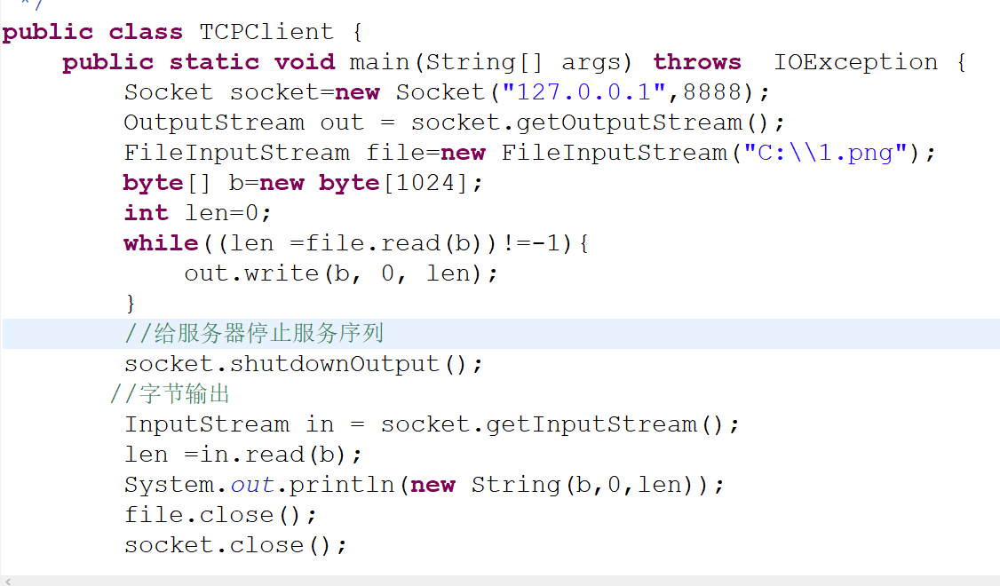 */
public class TCPClient {
public static void main(String[] args) throws  IOException {
Socket socket=new Socket("127.0.0.1",8888);
OutputStream out = socket.getOutputStream();
FileInputStream file=new FileInputStream("C:\\1.png");
byte[] b=new byte[1024];
int len=0;
while((len =file.read(b))!=-1){
out.write(b, 0, len);
}
//给服务器停止服务序列
socket.shutdownOutput();
//字节输出
InputStream in = socket.getInputStream();
len =in.read(b);
System.out.println(new String(b,0,len));
file.close();
socket.close();